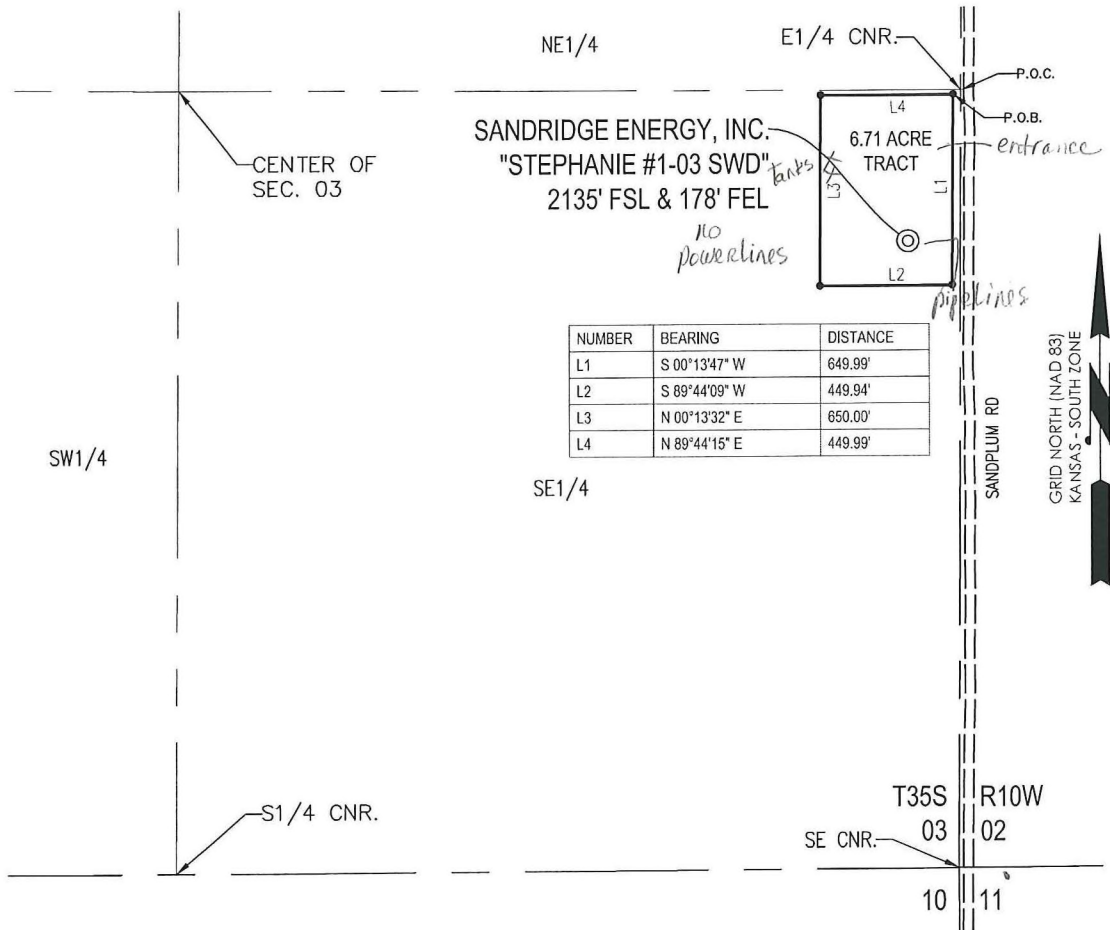 NE1/4
E1/4 CNR.
P.O.C.
L4
P.O.B.
SANDRIDGE ENERGY, INC.
"STEPHANIE #1-03 SWD"
2135' FSL & 178' FEL
6.71 ACRE
TRACT
entrance
tanks
L3
L1
CENTER OF
SEC. 03
no
powerlines
L2
pipelines
NUMBER BEARING DISTANCE
L1 S 00°13'47" W 649.99'
L2 S 89°44'09" W 449.94'
L3 N 00°13'32" E 650.00'
L4 N 89°44'15" E 449.99'
GRID NORTH (NAD 83)
KANSAS - SOUTH ZONE
N
SANDPLUM RD
SW1/4
SE1/4
T35S R10W
03 02
S1/4 CNR.
SE CNR.
10 11